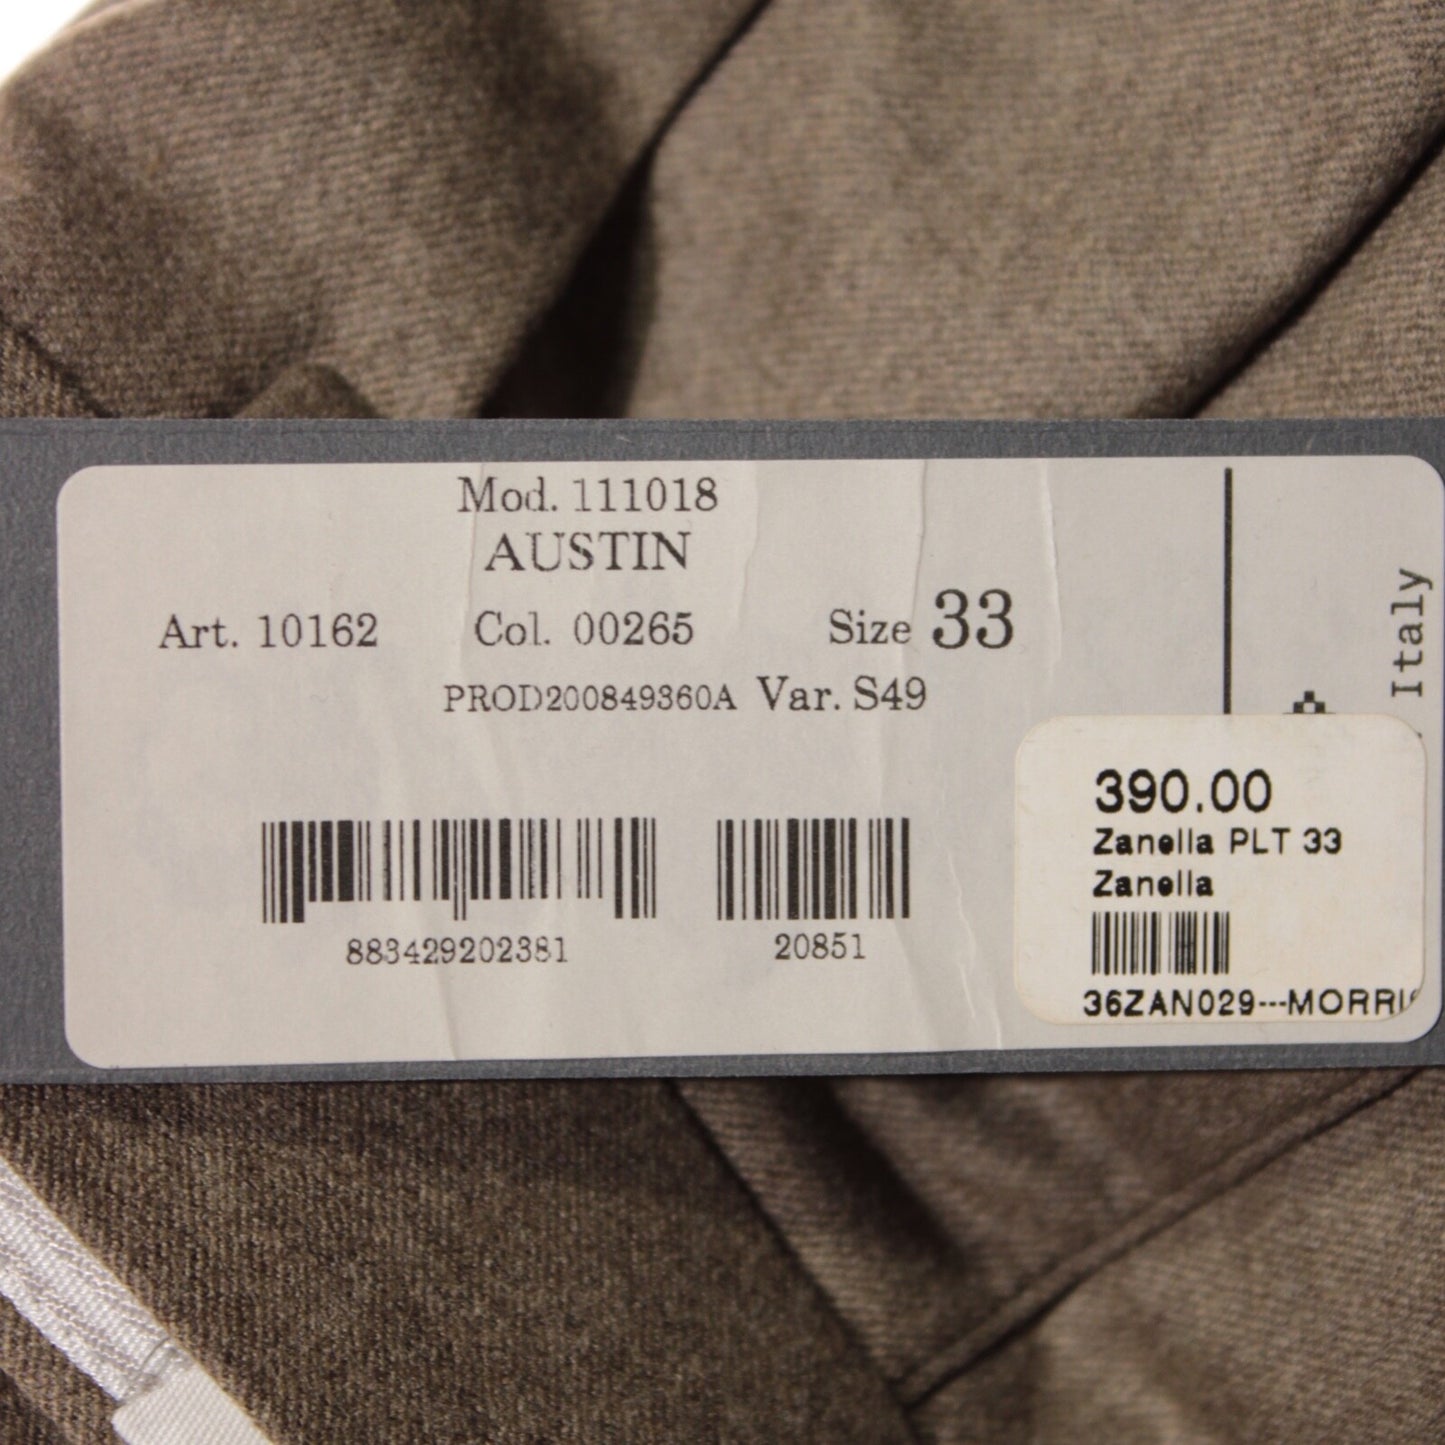 Mod. 111018
AUSTIN
Art. 10162 Col. 00265 Size 33
PROD200849360A Var. S49
883429202381 20851
Italy
390.00
Zanella PLT 33
Zanella
36ZAN029---MORRI